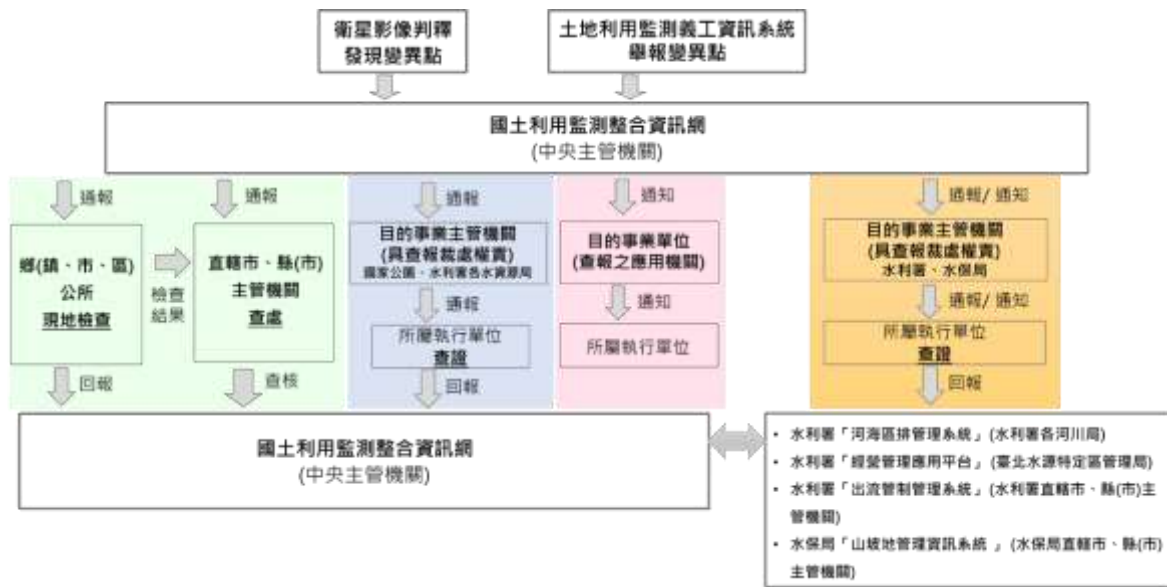 衛星影像判釋
發現變異點
土地利用監測義工資訊系統
舉報變異點
國土利用監測整合資訊網
(中央主管機關)
通報
鄉(鎮、市、區)
公所
現地檢查
檢查
結果
回報
通報
直轄市、縣(市)
主管機關
查處
查核
通報
目的事業主管機關
(具查報裁處權責)
國家公園、水利署各水資源局
通報
所屬執行單位
查證
回報
通知
目的事業單位
(查報之應用機關)
通知
所屬執行單位
通報/ 通知
目的事業主管機關
(具查報裁處權責)
水利署、水保局
通報/ 通知
所屬執行單位
查證
回報
國土利用監測整合資訊網
(中央主管機關)
• 水利署「河海區排管理系統」(水利署各河川局)
• 水利署「經營管理應用平台」(臺北水源特定區管理局)
• 水利署「出流管制管理系統」(水利署直轄市、縣(市)主
管機關)
• 水保局「山坡地管理資訊系統 」(水保局直轄市、縣(市)
主管機關)